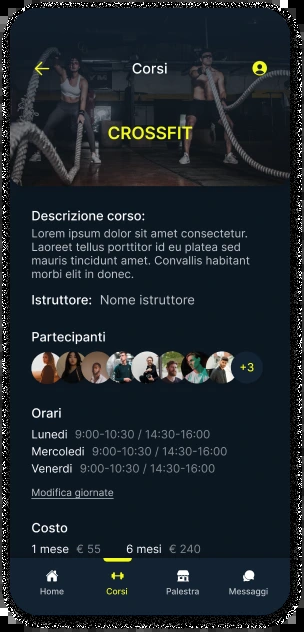 Corsi
CROSSFIT
Descrizione corso:
Lorem ipsum dolor sit amet consectetur.
Laoreet tellus porttitor id eu platea sed
mauris tincidunt amet. Convallis habitant
morbi elit in donec.
Istruttore: Nome istruttore
Partecipanti
+3
Orari
Lunedì 9:00-10:30 / 14:30-16:00
Mercoledì 9:00-10:30 / 14:30-16:00
Venerdì 9:00-10:30 / 14:30-16:00
Modifica giornate
Costo
1 mese € 55 6 mesi € 240
Home Corsi Palestra Messaggi